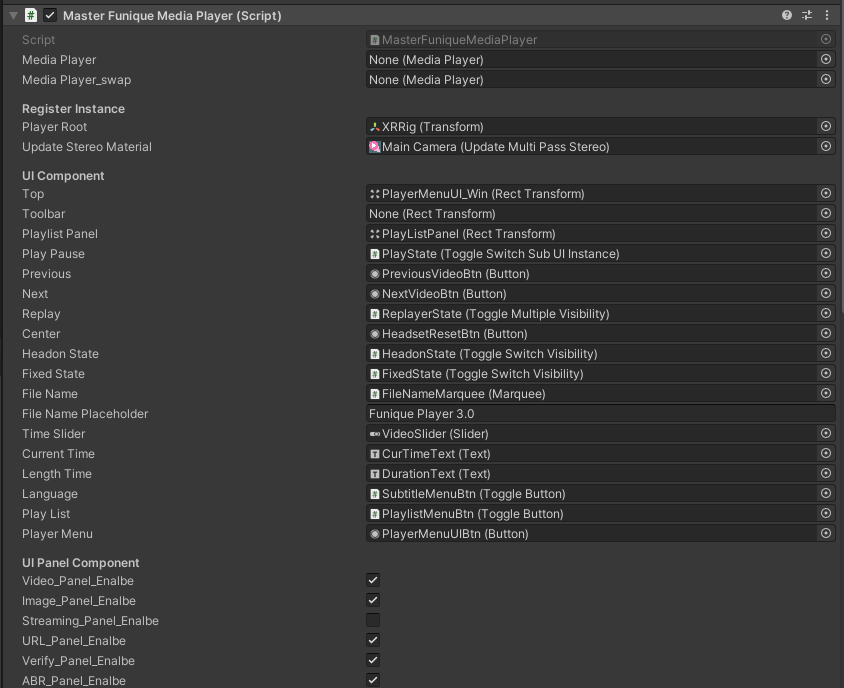 Master Funique Media Player (Script)
Script MasterFuniqueMediaPlayer
Media Player None (Media Player)
Media Player_swap None (Media Player)
Register Instance
Player Root XRRig (Transform)
Update Stereo Material Main Camera (Update Multi Pass Stereo)
UI Component
Top PlayerMenuUI_Win (Rect Transform)
Toolbar None (Rect Transform)
Playlist Panel PlayListPanel (Rect Transform)
Play Pause PlayState (Toggle Switch Sub UI Instance)
Previous PreviousVideoBtn (Button)
Next NextVideoBtn (Button)
Replay ReplayerState (Toggle Multiple Visibility)
Center HeadsetResetBtn (Button)
Headon State HeadonState (Toggle Switch Visibility)
Fixed State FixedState (Toggle Switch Visibility)
File Name FileNameMarquee (Marquee)
File Name Placeholder Funique Player 3.0
Time Slider VideoSlider (Slider)
Current Time CurTimeText (Text)
Length Time DurationText (Text)
Language SubtitleMenuBtn (Toggle Button)
Play List PlaylistMenuBtn (Toggle Button)
Player Menu PlayerMenuUIBtn (Button)
UI Panel Component
Video_Panel_Enalbe
Image_Panel_Enalbe
Streaming_Panel_Enalbe
URL_Panel_Enalbe
Verify_Panel_Enalbe
ABR_Panel_Enalbe